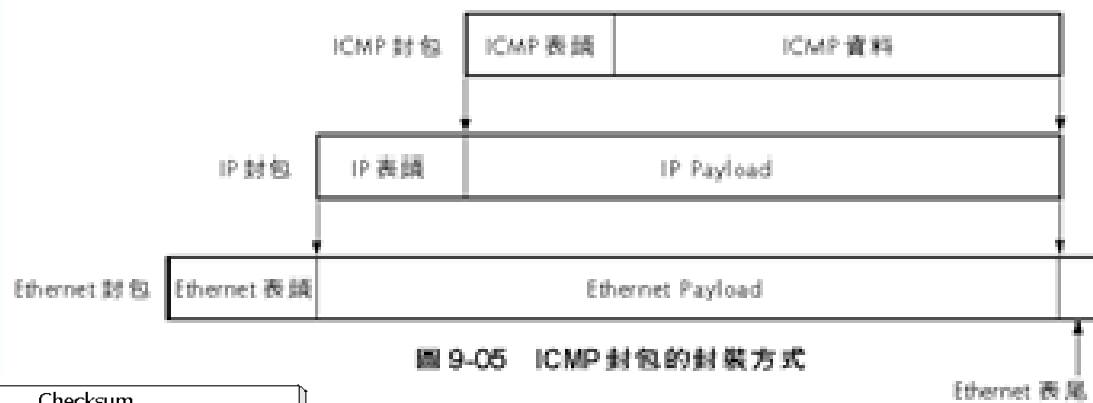 ICMP 封包 ICMP 表頭 ICMP 資料
IP 封包 IP 表頭 IP Payload
Ethernet 封包 Ethernet 表頭 Ethernet Payload
圖 9-05 ICMP 封包的封裝方式
Ethernet 表尾
Checksum